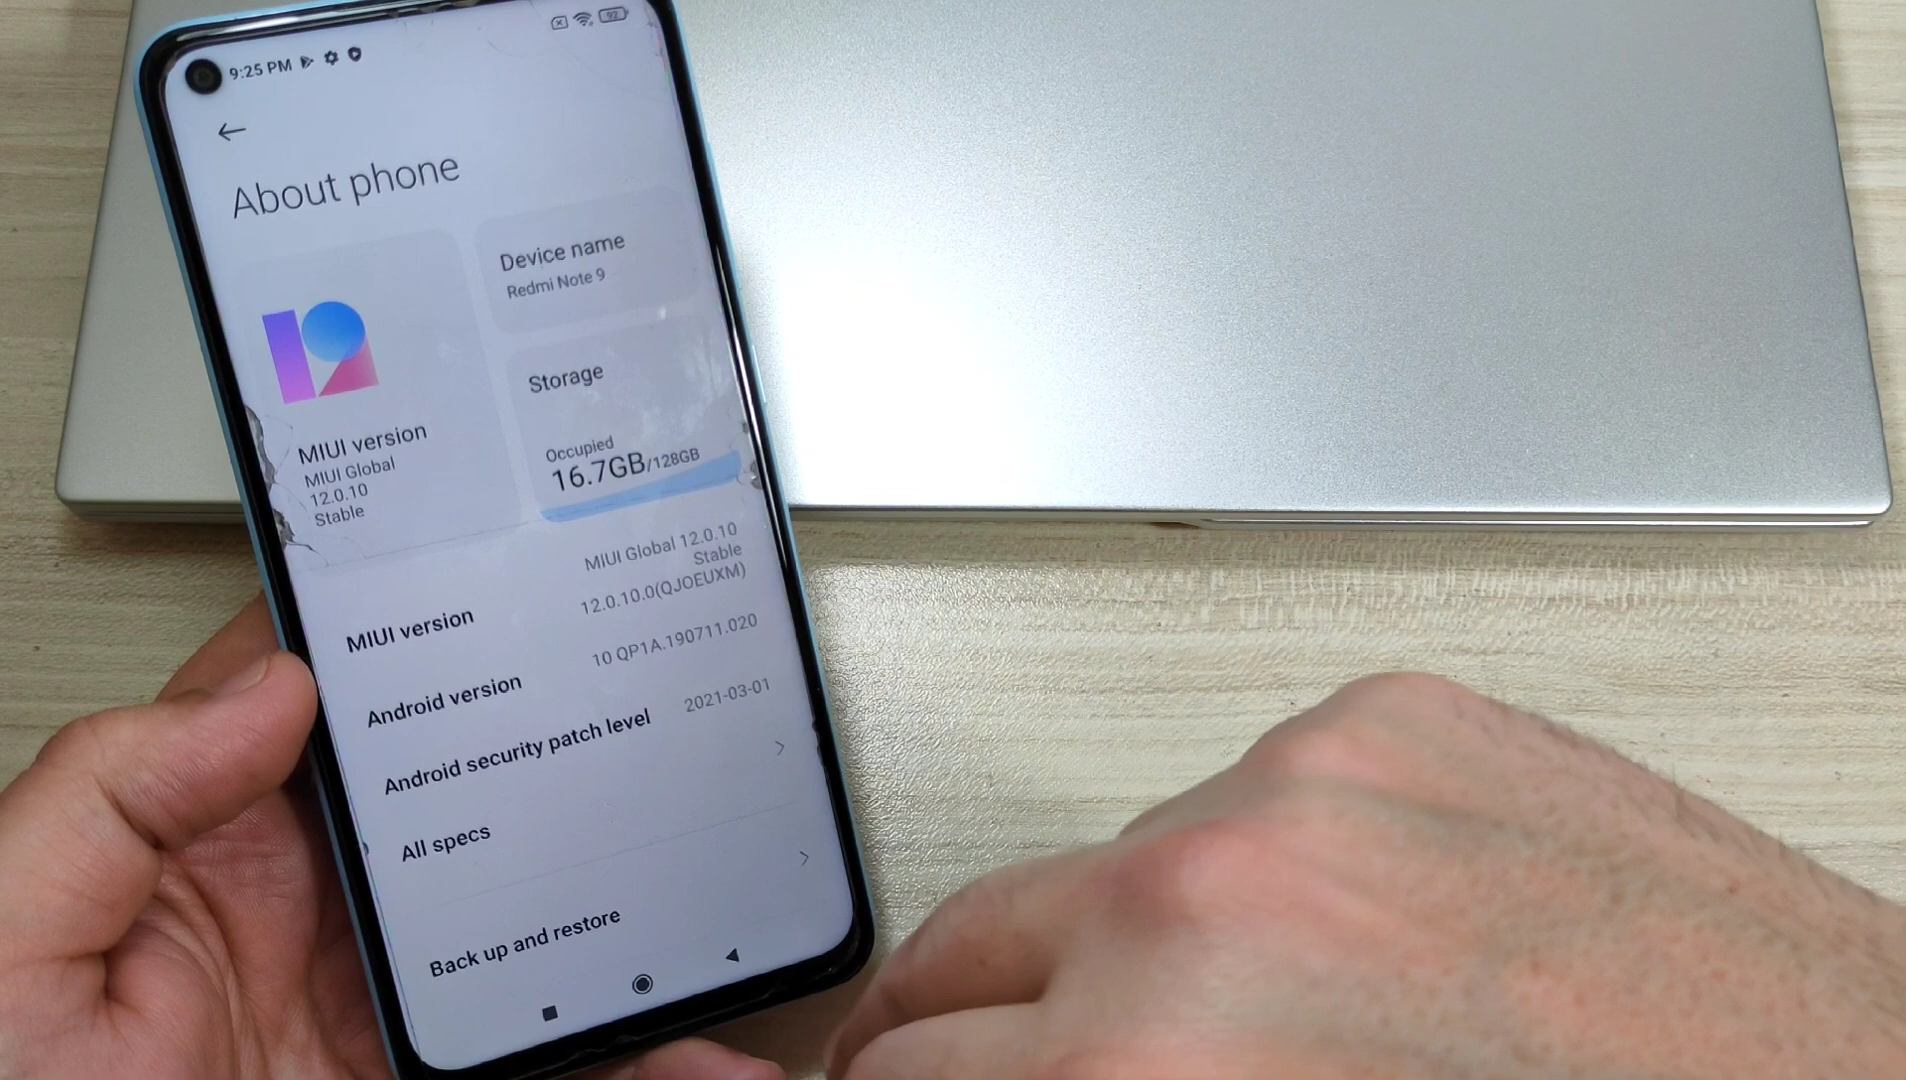 9:25 PM
92
About phone
Device name
Redmi Note 9
Storage
Occupied
16.7GB/128GB
MIUI version
MIUI Global
12.0.10
Stable
MIUI version
MIUI Global 12.0.10
Stable
12.0.10.0(QJOEUXM)
Android version
10 QP1A.190711.020
Android security patch level
2021-03-01
All specs
Back up and restore